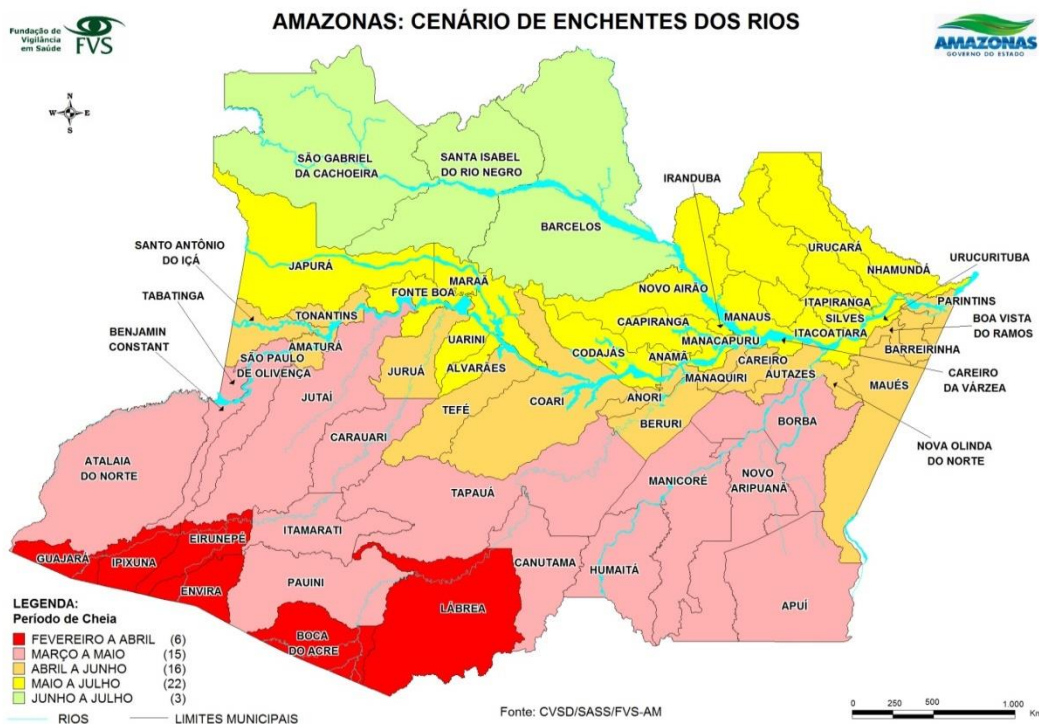 AMAZONAS: CENÁRIO DE ENCHENTES DOS RIOS
Fundação de
Vigilância
em Saúde
FVS
AMAZONAS
GOVERNO DO ESTADO
N
W E
S
SÃO GABRIEL
DA CACHOEIRA
SANTA ISABEL
DO RIO NEGRO
BARCELOS
IRANDUBA
SANTO ANTÔNIO
DO IÇÁ
TABATINGA
BENJAMIN
CONSTANT
JAPURÁ
MARAÃ
FONTE BOA
TONANTINS
AMATURÁ
SÃO PAULO
DE OLIVENÇA
JUTAÍ
JURUÁ
UARINI
ALVARÃES
NOVO AIRÃO
CAAPIRANGA
MANAUS
MANACAPURU
CODAJÁS
ANAMÃ
URUCARÁ
NHAMUNDÁ
URUCURITUBA
ITAPIRANGA
SILVES
PARINTINS
ITACOATIARA
BOA VISTA
DO RAMOS
BARREIRINHA
CAREIRO
CAREIRO
DA VÁRZEA
AUTAZES
MANAQUIRI
MAUÉS
COARI
ANORI
TEFÉ
BERURI
BORBA
NOVA OLINDA
DO NORTE
CARAUARI
ATALAIA
DO NORTE
TAPAUÁ
MANICORÉ
NOVO
ARIPUANÃ
ITAMARATI
EIRUNEPÉ
GUAJARÁ
IPIXUNA
ENVIRA
PAUINI
CANUTAMA
HUMAITÁ
LÁBREA
APUÍ
BOCA
DO ACRE
LEGENDA:
Período de Cheia
FEVEREIRO A ABRIL (6)
MARÇO A MAIO (15)
ABRIL A JUNHO (16)
MAIO A JULHO (22)
JUNHO A JULHO (3)
RIOS LIMITES MUNICIPAIS
Fonte: CVSD/SASS/FVS-AM
0 250 500 1.000
Km